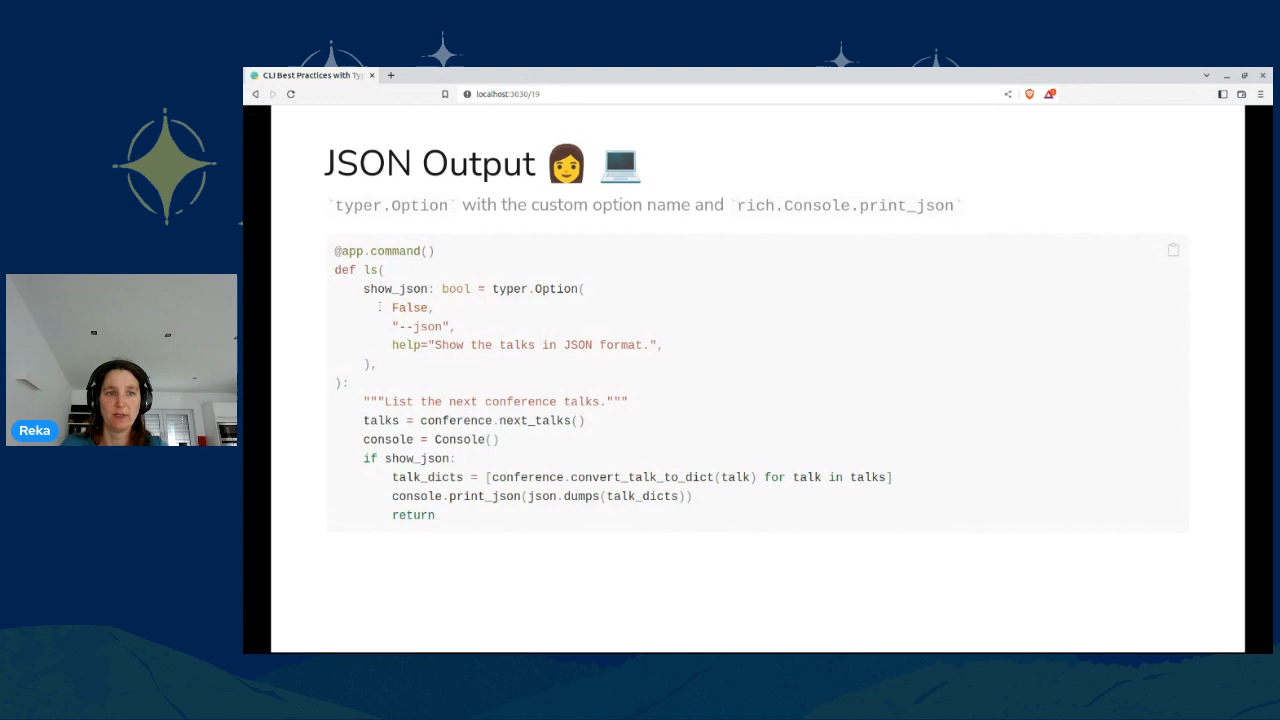 CLI Best Practices with Ty
localhost:3030/19
JSON Output
`typer.Option` with the custom option name and `rich.Console.print_json`
@app.command()
def ls(
    show_json: bool = typer.Option(
        False,
        "--json",
        help="Show the talks in JSON format.",
    ),
):
    """List the next conference talks."""
    talks = conference.next_talks()
    console = Console()
    if show_json:
        talk_dicts = [conference.convert_talk_to_dict(talk) for talk in talks]
        console.print_json(json.dumps(talk_dicts))
        return
Reka